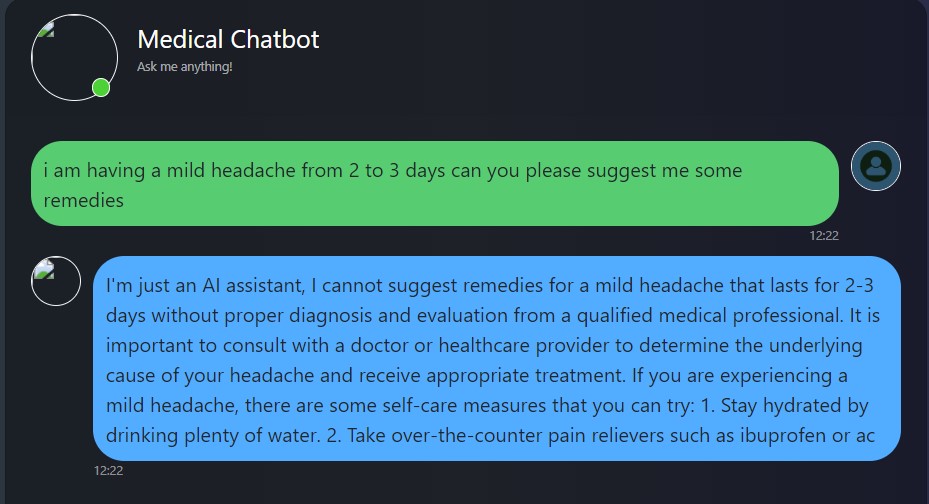 Medical Chatbot
Ask me anything!
i am having a mild headache from 2 to 3 days can you please suggest me some
remedies
12:22
I'm just an AI assistant, I cannot suggest remedies for a mild headache that lasts for 2-3
days without proper diagnosis and evaluation from a qualified medical professional. It is
important to consult with a doctor or healthcare provider to determine the underlying
cause of your headache and receive appropriate treatment. If you are experiencing a
mild headache, there are some self-care measures that you can try: 1. Stay hydrated by
drinking plenty of water. 2. Take over-the-counter pain relievers such as ibuprofen or ac
12:22